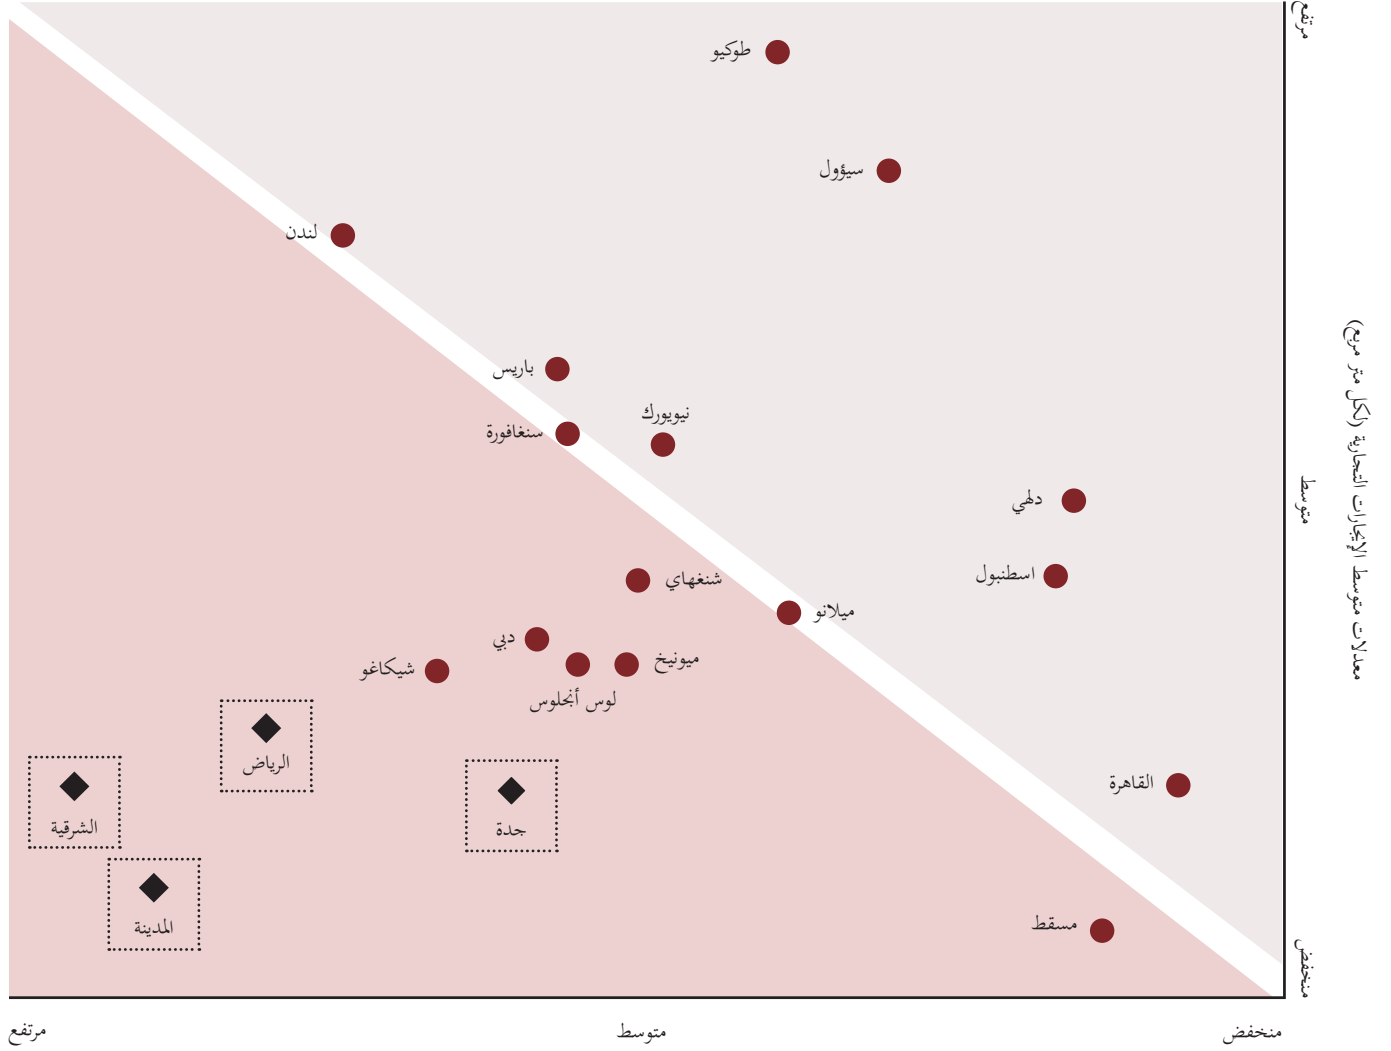 مرتفع
طوكيو
سيؤول
لندن
باريس
نيويورك
سنغافورة
دلهي
متوسط
معدلات متوسط الإيجارات التجارية (لكل متر مربع)
اسطنبول
شنغهاي
ميلانو
دبي
ميونيخ
شيكاغو
لوس أنجلوس
الرياض
القاهرة
الشرقية
جدة
المدينة
مسقط
منخفض
منخفض
متوسط
مرتفع